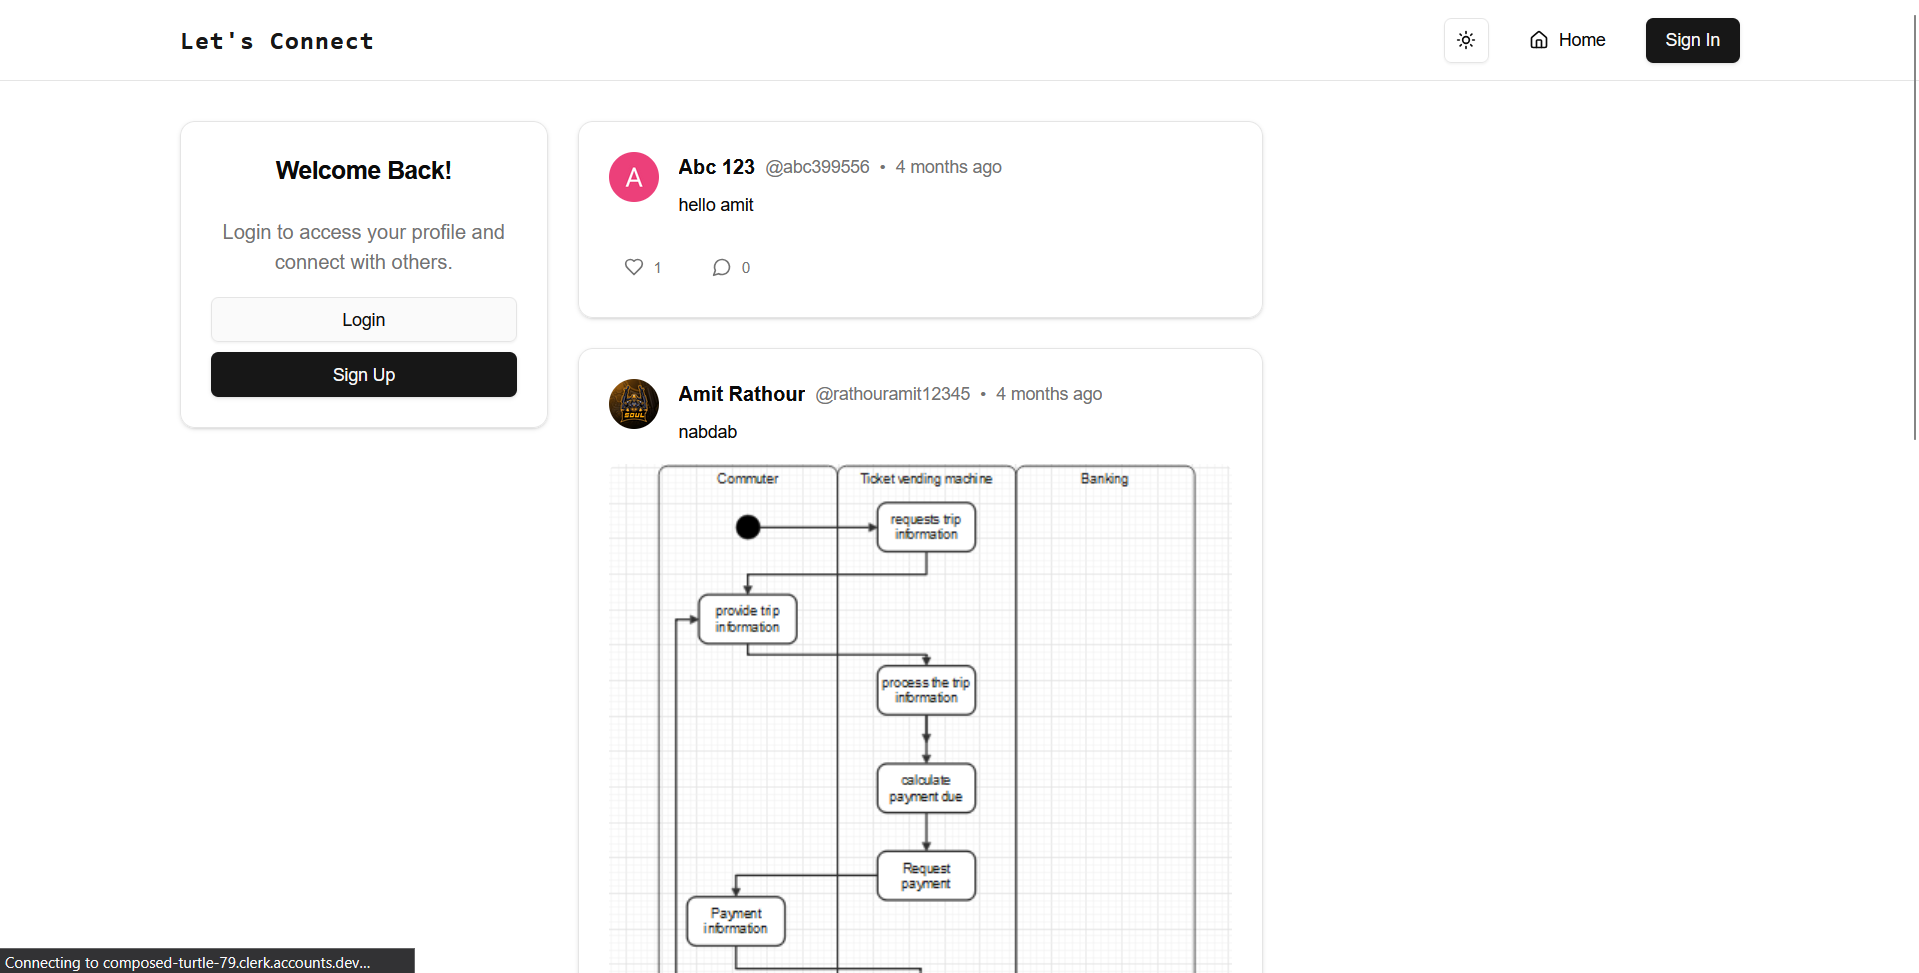 Let's Connect
Home
Sign In
Welcome Back!
Login to access your profile and
connect with others.
Login
Sign Up
A
Abc 123 @abc399556 • 4 months ago
hello amit
1
0
SOUL
Amit Rathour @rathouramit12345 • 4 months ago
nabdab
Commuter
Ticket vending machine
Banking
requests trip
information
provide trip
information
process the trip
information
calculate
payment due
Request
payment
Payment
information
Connecting to composed-turtle-79.clerk.accounts.dev...